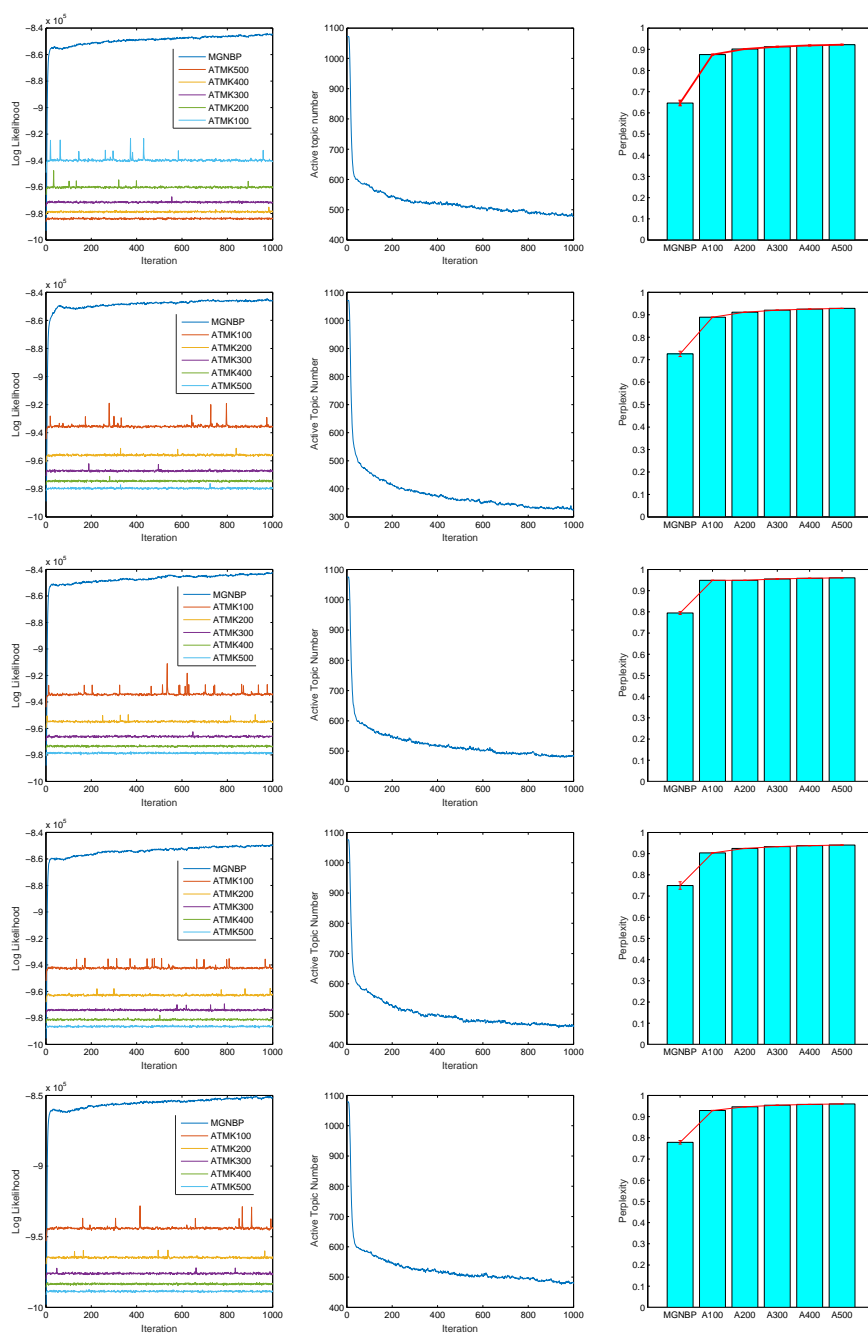 x 10⁵
−8.4
−8.6
−8.8
−9
−9.2
−9.4
−9.6
−9.8
−10
Log Likelihood
MGNBP
ATMK500
ATMK400
ATMK300
ATMK200
ATMK100
0 200 400 600 800 1000
Iteration
1100
1000
900
800
700
600
500
400
Active topic number
0 200 400 600 800 1000
Iteration
1
0.9
0.8
0.7
0.6
0.5
0.4
0.3
0.2
0.1
0
Perplexity
MGNBP A100 A200 A300 A400 A500
x 10⁵
−8.4
−8.6
−8.8
−9
−9.2
−9.4
−9.6
−9.8
−10
Log Likelihood
MGNBP
ATMK100
ATMK200
ATMK300
ATMK400
ATMK500
0 200 400 600 800 1000
Iteration
1100
1000
900
800
700
600
500
400
300
Active Topic Number
0 200 400 600 800 1000
Iteration
1
0.9
0.8
0.7
0.6
0.5
0.4
0.3
0.2
0.1
0
Perplexity
MGNBP A100 A200 A300 A400 A500
x 10⁵
−8.4
−8.6
−8.8
−9
−9.2
−9.4
−9.6
−9.8
−10
Log Likelihood
MGNBP
ATMK100
ATMK200
ATMK300
ATMK400
ATMK500
0 200 400 600 800 1000
Iteration
1100
1000
900
800
700
600
500
400
Active Topic Number
0 200 400 600 800 1000
Iteration
1
0.9
0.8
0.7
0.6
0.5
0.4
0.3
0.2
0.1
0
Perplexity
MGNBP A100 A200 A300 A400 A500
x 10⁵
−8.4
−8.6
−8.8
−9
−9.2
−9.4
−9.6
−9.8
−10
Log Likelihood
MGNBP
ATMK100
ATMK200
ATMK300
ATMK400
ATMK500
0 200 400 600 800 1000
Iteration
1100
1000
900
800
700
600
500
400
Active Topic Number
0 200 400 600 800 1000
Iteration
1
0.9
0.8
0.7
0.6
0.5
0.4
0.3
0.2
0.1
0
Perplexity
MGNBP A100 A200 A300 A400 A500
x 10⁵
−8.5
−9
−9.5
−10
Log Likelihood
MGNBP
ATMK100
ATMK200
ATMK300
ATMK400
ATMK500
0 200 400 600 800 1000
Iteration
1100
1000
900
800
700
600
500
400
Active Topic Number
0 200 400 600 800 1000
Iteration
1
0.9
0.8
0.7
0.6
0.5
0.4
0.3
0.2
0.1
0
Perplexity
MGNBP A100 A200 A300 A400 A500